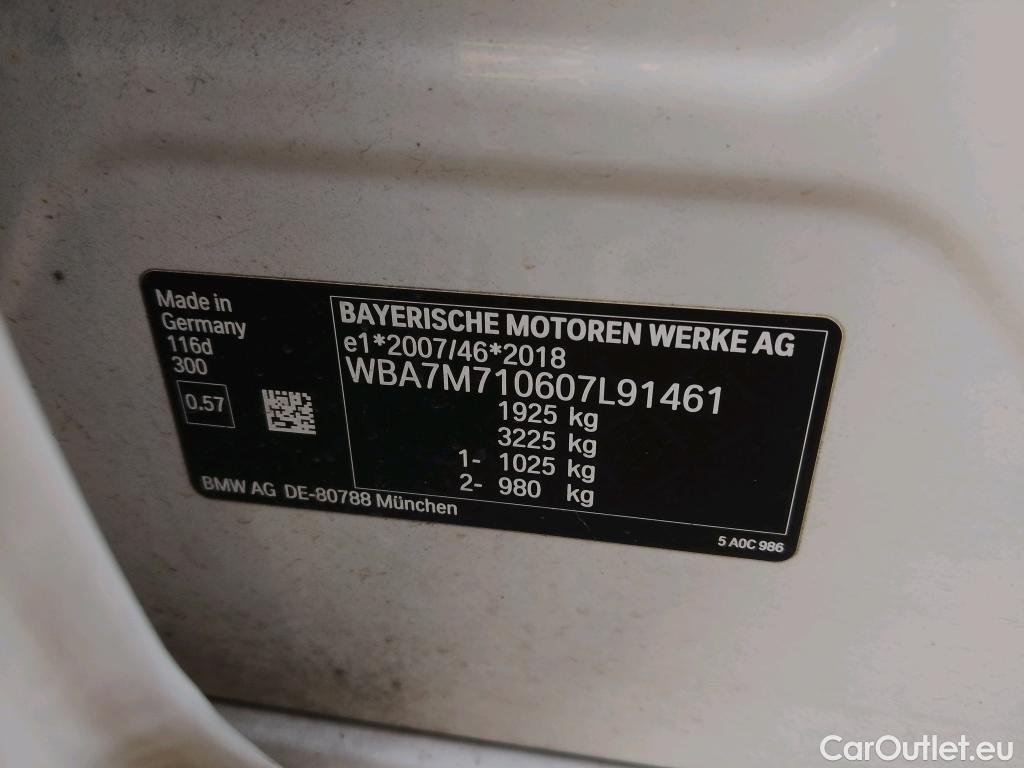 Made in
Germany
116d
300
0.57
BAYERISCHE MOTOREN WERKE AG
e1*2007/46*2018
WBA7M710607L91461
1925 kg
3225 kg
1- 1025 kg
2- 980 kg
BMW AG DE-80788 München
5 A0C 986
CarOutlet.eu